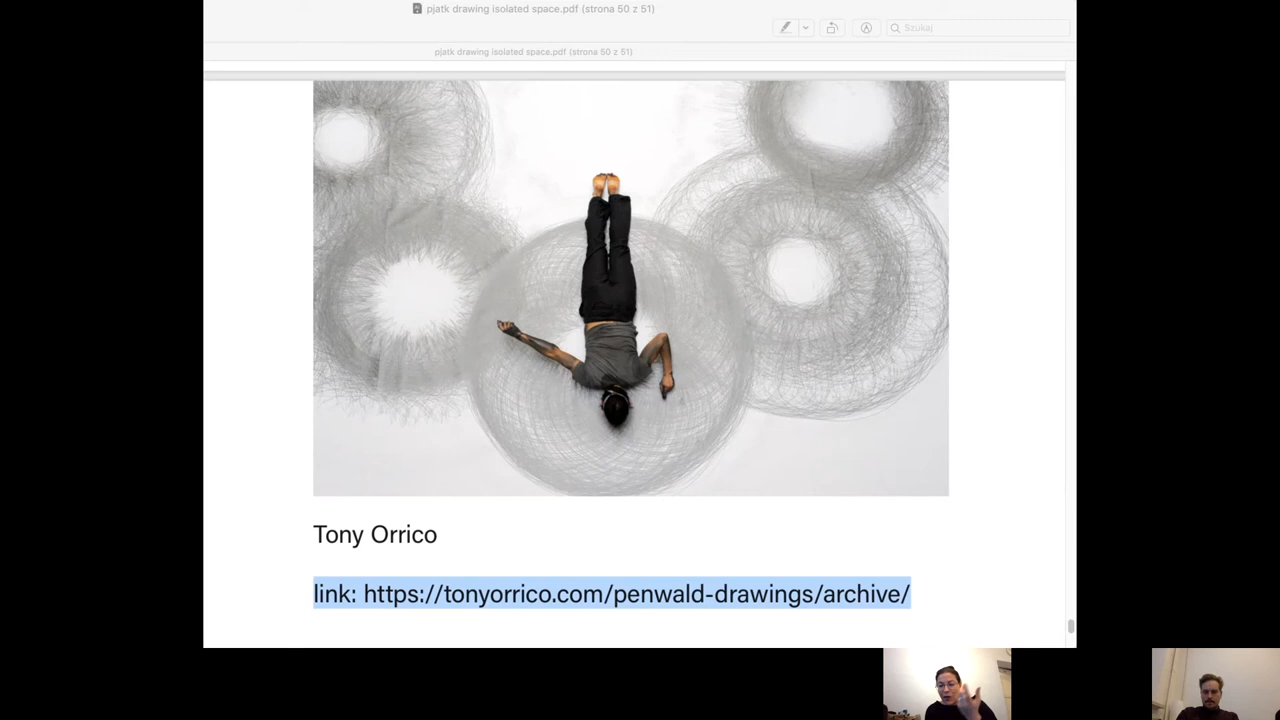 pjatk drawing isolated space.pdf (strona 50 z 51)
Szukaj
pjatk drawing isolated space.pdf (strona 50 z 51)
Tony Orrico
link: https://tonyorrico.com/penwald-drawings/archive/